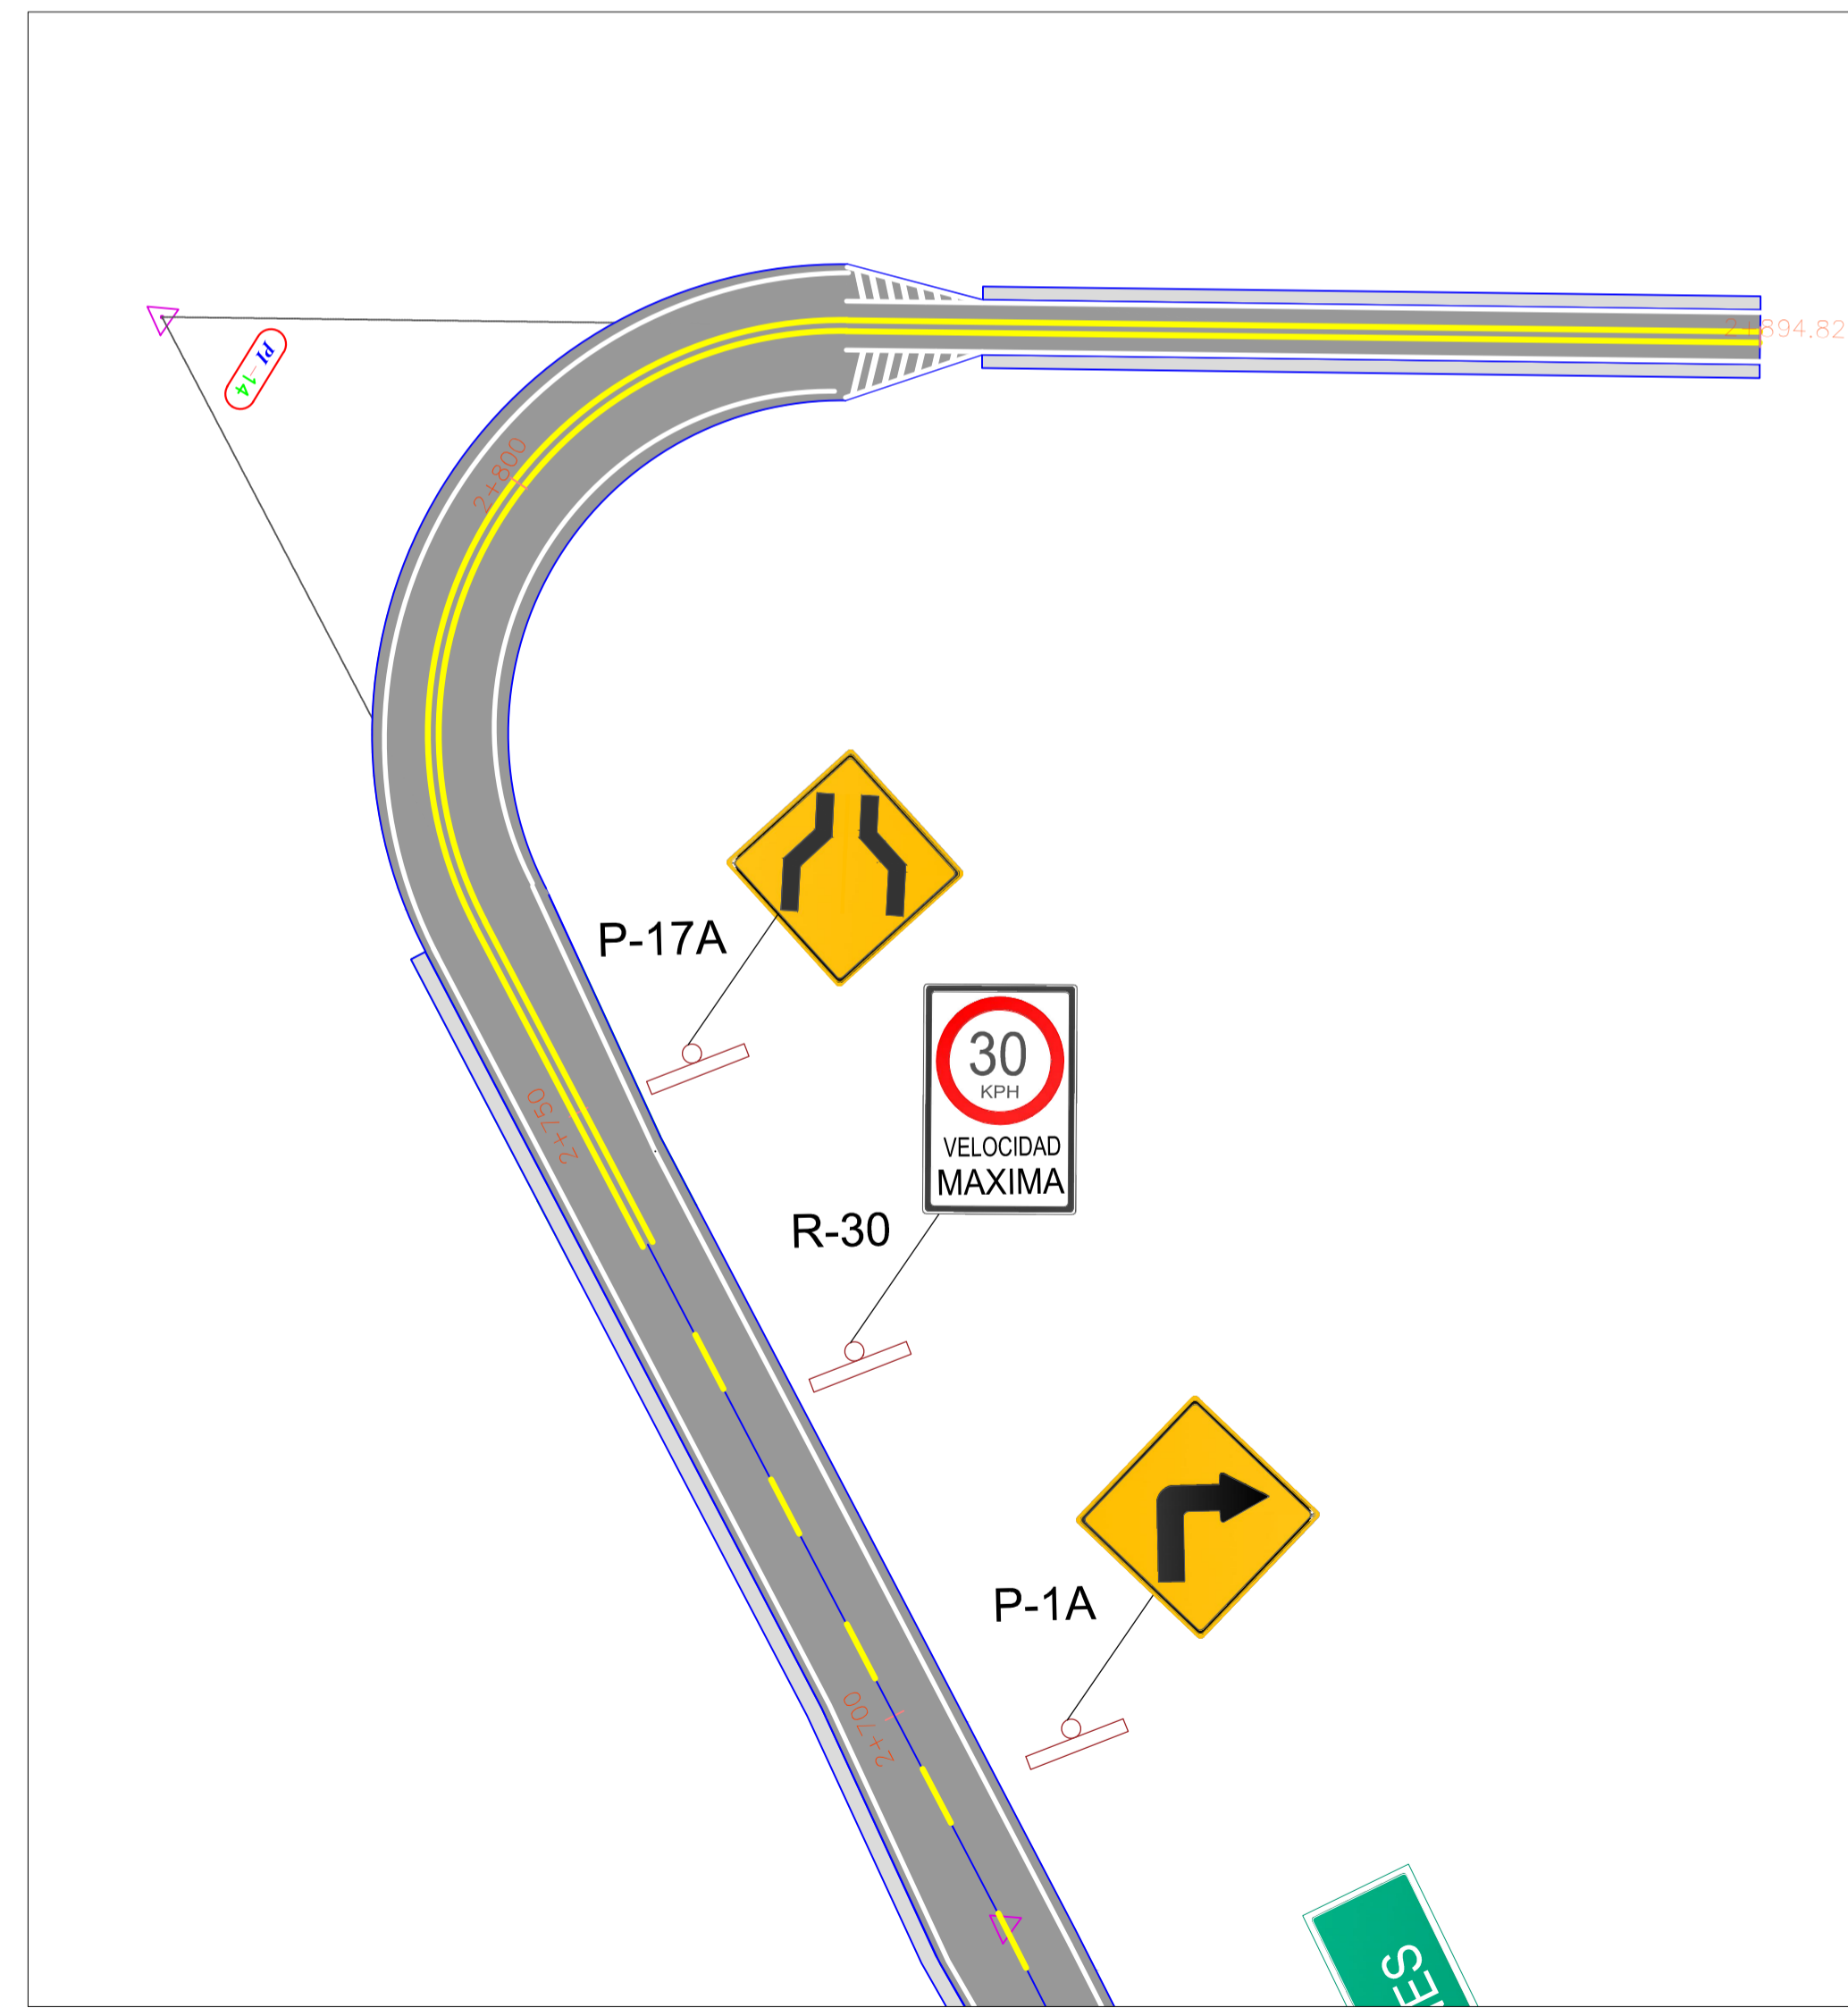 2+894.82
PI-14
2+800
P-17A
30
KPH
VELOCIDAD
MAXIMA
2+750
R-30
P-1A
2+700